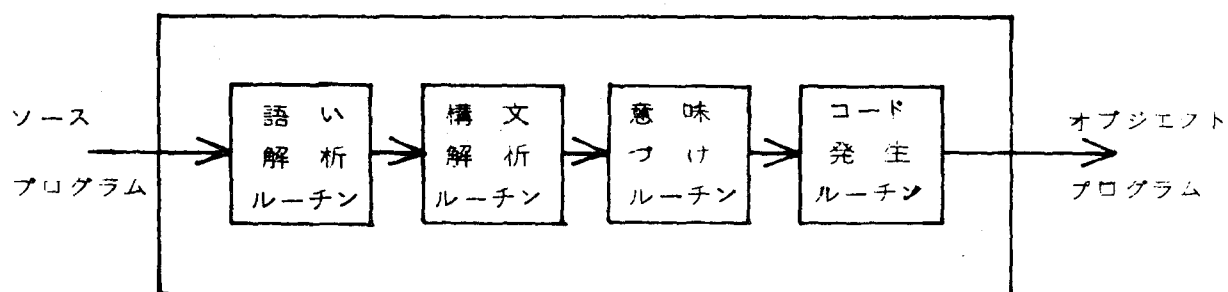 ソース
プログラム
語い
解析
ルーチン
構文
解析
ルーチン
意味
づけ
ルーチン
コード
発生
ルーチン
オブジェクト
プログラム